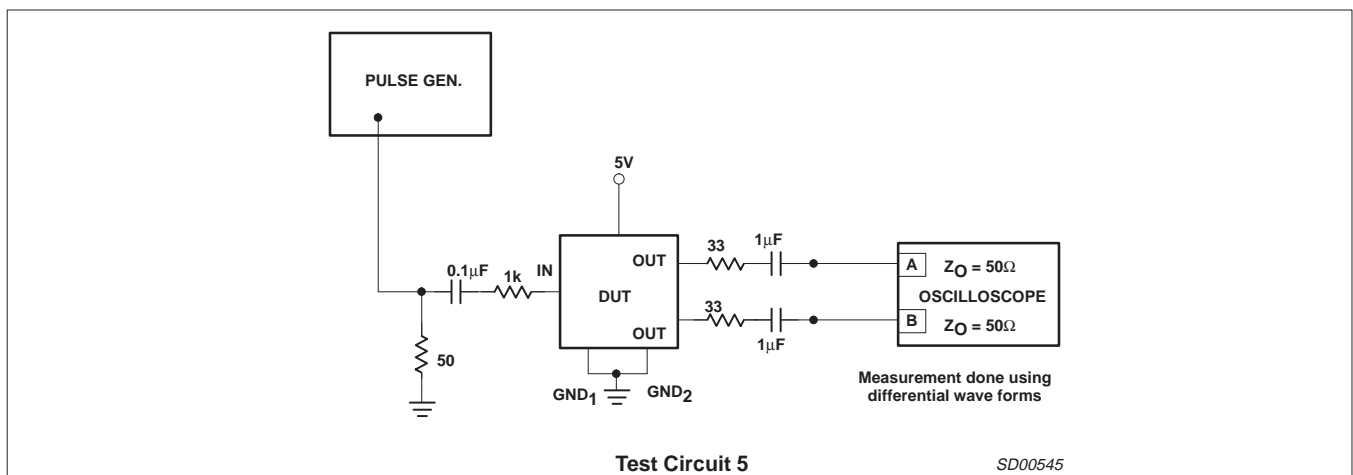 PULSE GEN.
5V
0.1μF
1k
IN
OUT
DUT
OUT
33
1μF
33
1μF
A
ZO = 50Ω
OSCILLOSCOPE
B
ZO = 50Ω
50
GND1
GND2
Measurement done using
differential wave forms
Test Circuit 5
SD00545